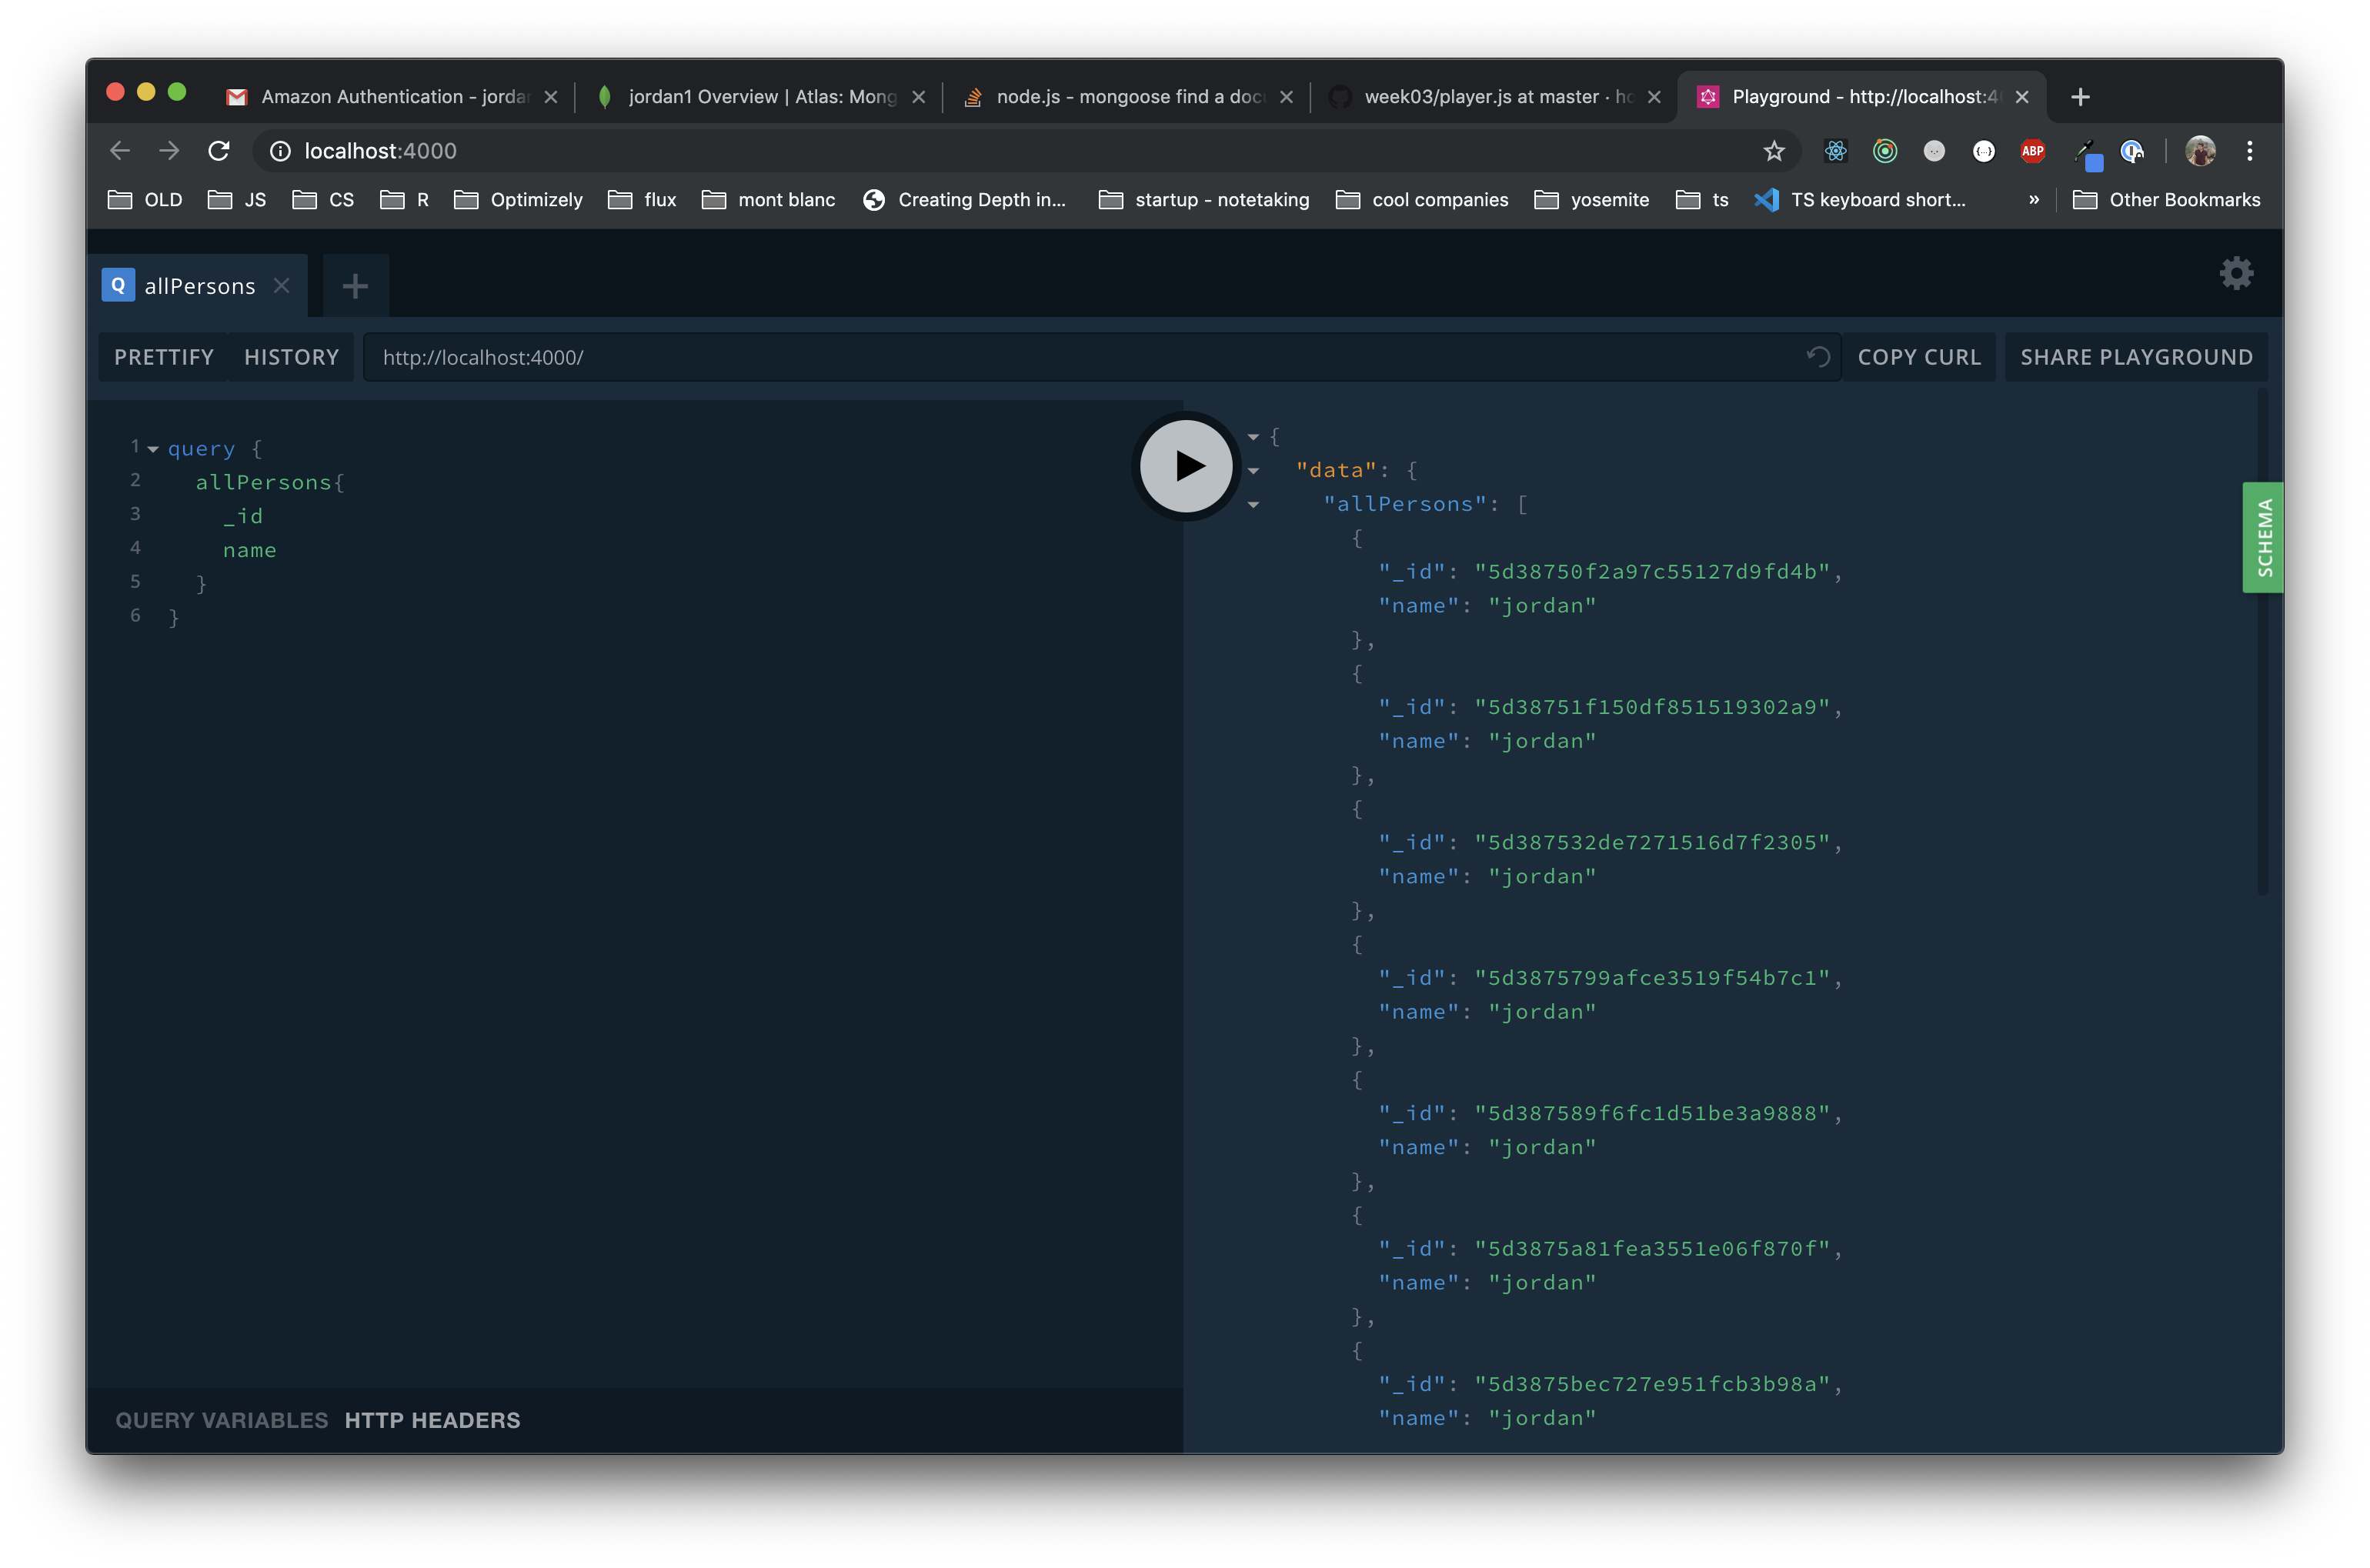 Amazon Authentication - jordar
jordan1 Overview | Atlas: Mong
node.js - mongoose find a docu
week03/player.js at master · ho
Playground - http://localhost:40
localhost:4000
ABP
OLD
JS
CS
R
Optimizely
flux
mont blanc
Creating Depth in...
startup - notetaking
cool companies
yosemite
ts
TS keyboard short...
»
Other Bookmarks
Q allPersons
PRETTIFY
HISTORY
http://localhost:4000/
COPY CURL
SHARE PLAYGROUND
1 query {
2 allPersons{
3 _id
4 name
5 }
6 }
{
"data": {
"allPersons": [
{
"_id": "5d38750f2a97c55127d9fd4b",
"name": "jordan"
},
{
"_id": "5d38751f150df851519302a9",
"name": "jordan"
},
{
"_id": "5d387532de7271516d7f2305",
"name": "jordan"
},
{
"_id": "5d3875799afce3519f54b7c1",
"name": "jordan"
},
{
"_id": "5d387589f6fc1d51be3a9888",
"name": "jordan"
},
{
"_id": "5d3875a81fea3551e06f870f",
"name": "jordan"
},
{
"_id": "5d3875bec727e951fcb3b98a",
"name": "jordan"
SCHEMA
QUERY VARIABLES
HTTP HEADERS